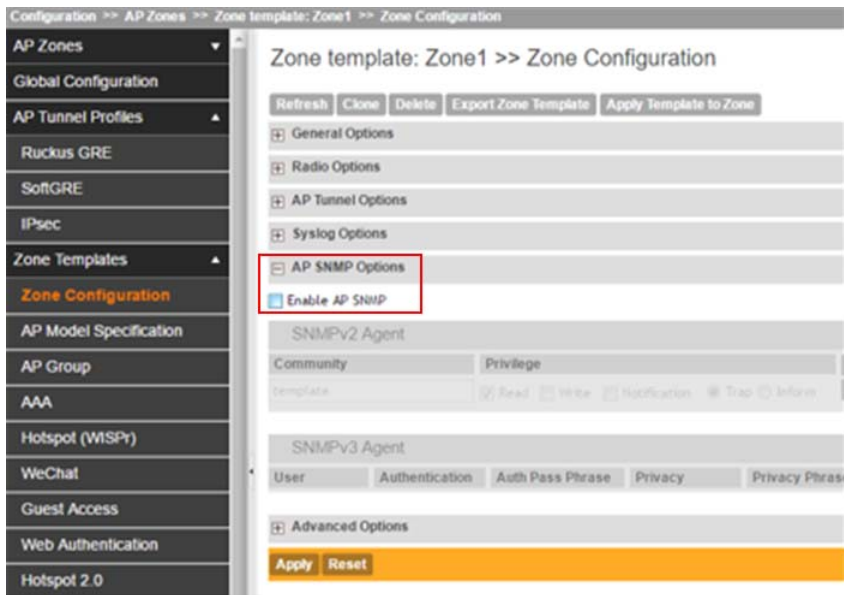 Configuration >> AP Zones >> Zone template: Zone1 >> Zone Configuration
AP Zones
Global Configuration
AP Tunnel Profiles
Ruckus GRE
SoftGRE
IPsec
Zone Templates
Zone Configuration
AP Model Specification
AP Group
AAA
Hotspot (WISPr)
WeChat
Guest Access
Web Authentication
Hotspot 2.0
Zone template: Zone1 >> Zone Configuration
Refresh Clone Delete Export Zone Template Apply Template to Zone
General Options
Radio Options
AP Tunnel Options
Syslog Options
AP SNMP Options
Enable AP SNMP
SNMPv2 Agent
Community Privilege
template Read Write Notification Trap Inform
SNMPv3 Agent
User Authentication Auth Pass Phrase Privacy Privacy Phras
Advanced Options
Apply Reset